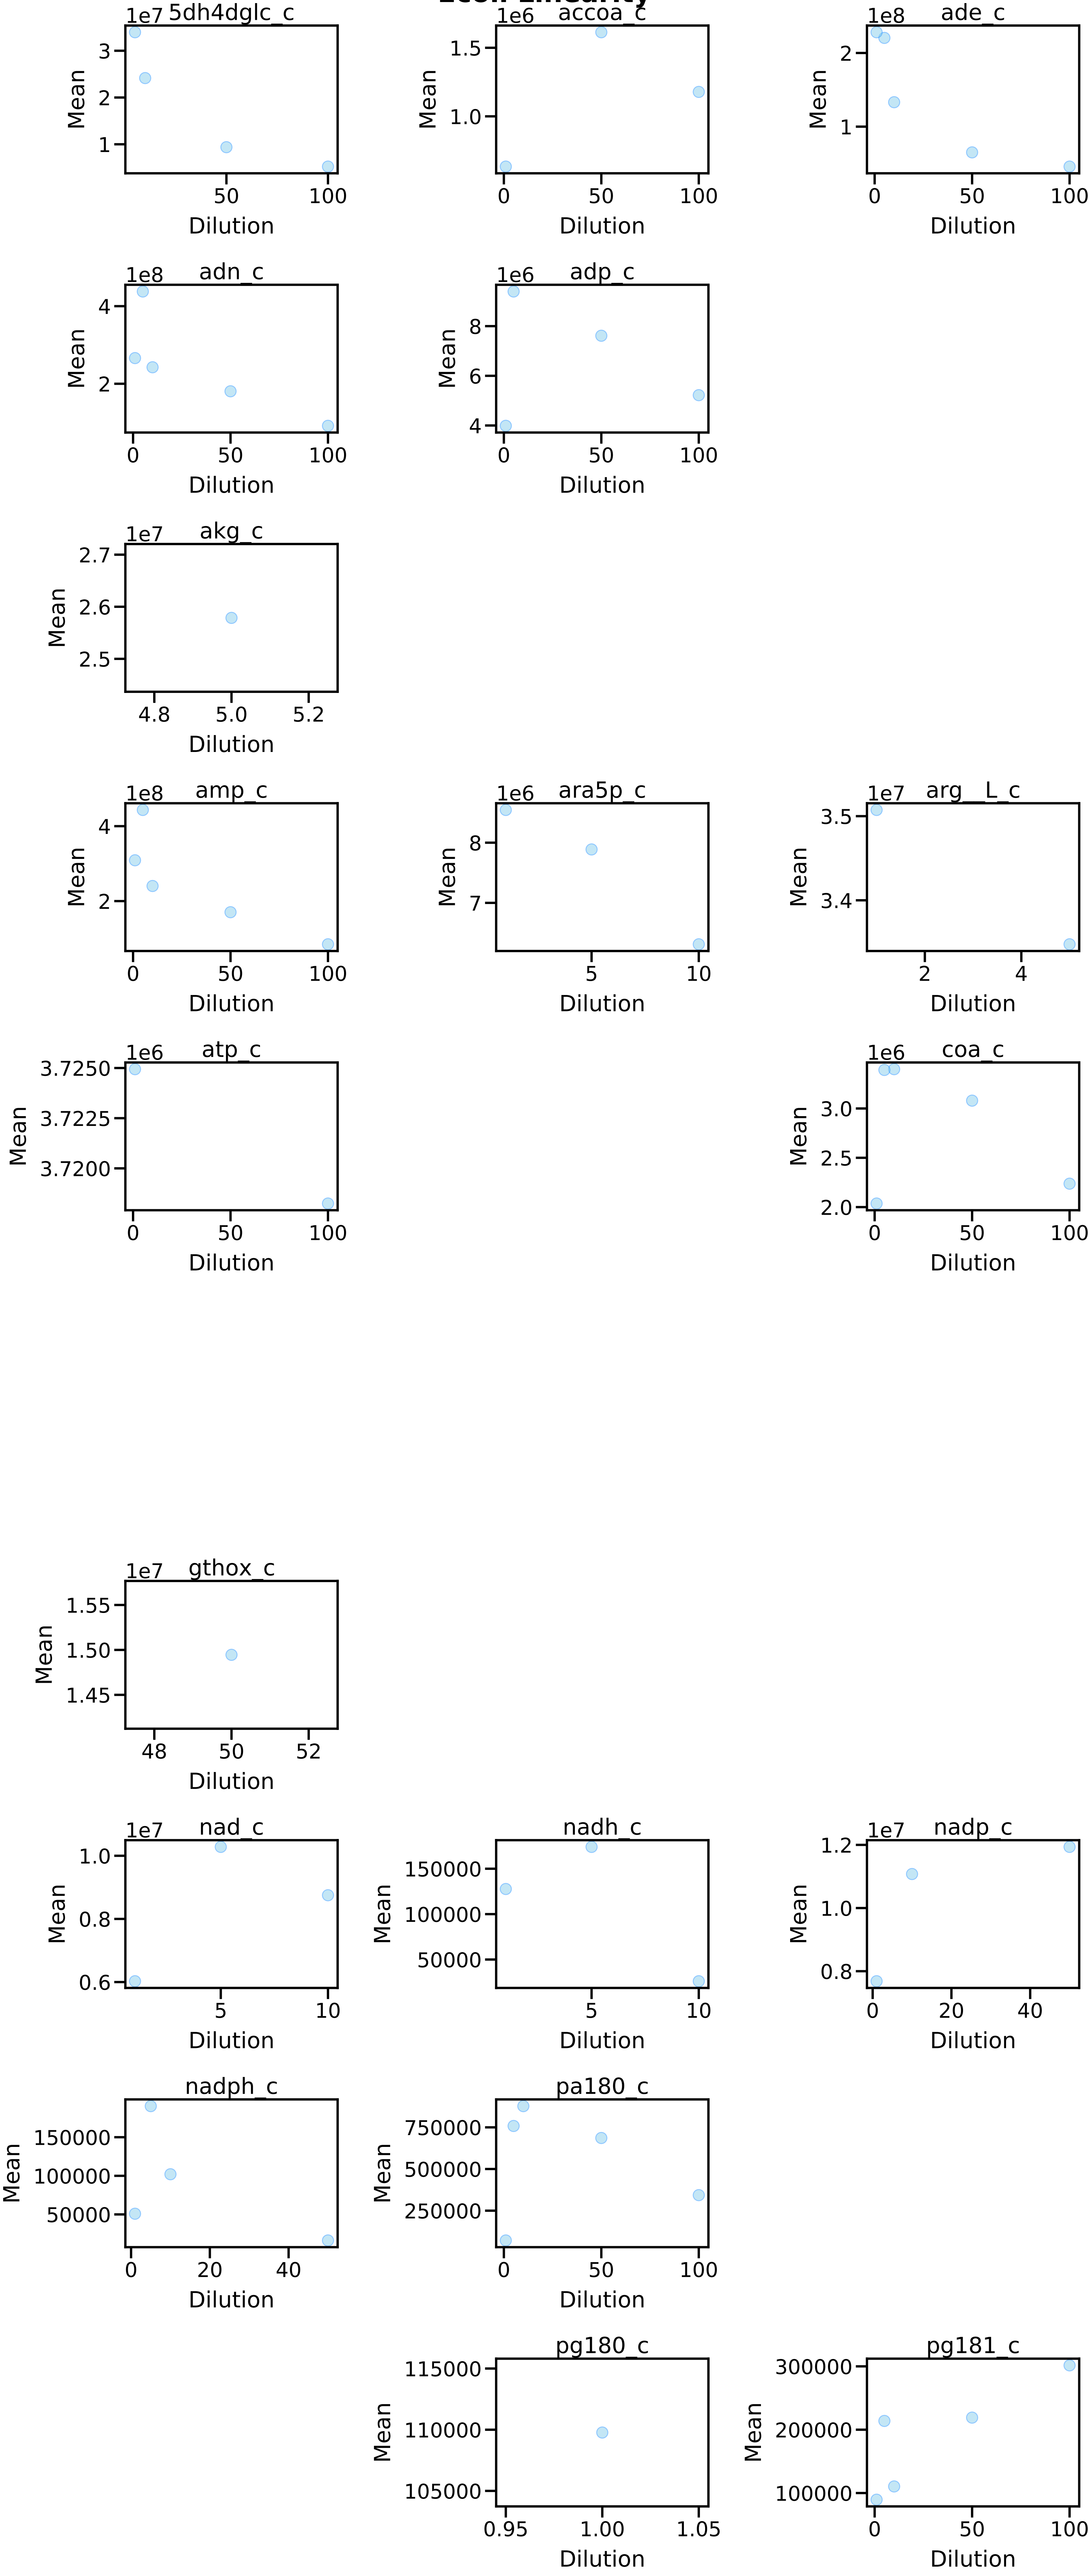 Ecoli Linearity
1e7 5dh4dglc_c 1e6 accoa_c 1e8 ade_c
Mean 3 2 1 Mean 1.5 1.0 Mean 2 1
50 100 0 50 100 0 50 100
Dilution Dilution Dilution
1e8 adn_c 1e6 adp_c
Mean 4 2 Mean 8 6 4
0 50 100 0 50 100
Dilution Dilution
1e7 akg_c
Mean 2.7 2.6 2.5
4.8 5.0 5.2
Dilution
1e8 amp_c 1e6 ara5p_c 1e7 arg__L_c
Mean 4 2 Mean 8 7 Mean 3.5 3.4
0 50 100 5 10 2 4
Dilution Dilution Dilution
1e6 atp_c 1e6 coa_c
Mean 3.7250 3.7225 3.7200 Mean 3.0 2.5 2.0
0 50 100 0 50 100
Dilution Dilution
1e7 gthox_c
Mean 1.55 1.50 1.45
48 50 52
Dilution
1e7 nad_c nadh_c 1e7 nadp_c
Mean 1.0 0.8 0.6 Mean 150000 100000 50000 Mean 1.2 1.0 0.8
5 10 5 10 0 20 40
Dilution Dilution Dilution
nadph_c pa180_c
Mean 150000 100000 50000 Mean 750000 500000 250000
0 20 40 0 50 100
Dilution Dilution
pg180_c pg181_c
Mean 115000 110000 105000 Mean 300000 200000 100000
0.95 1.00 1.05 0 50 100
Dilution Dilution